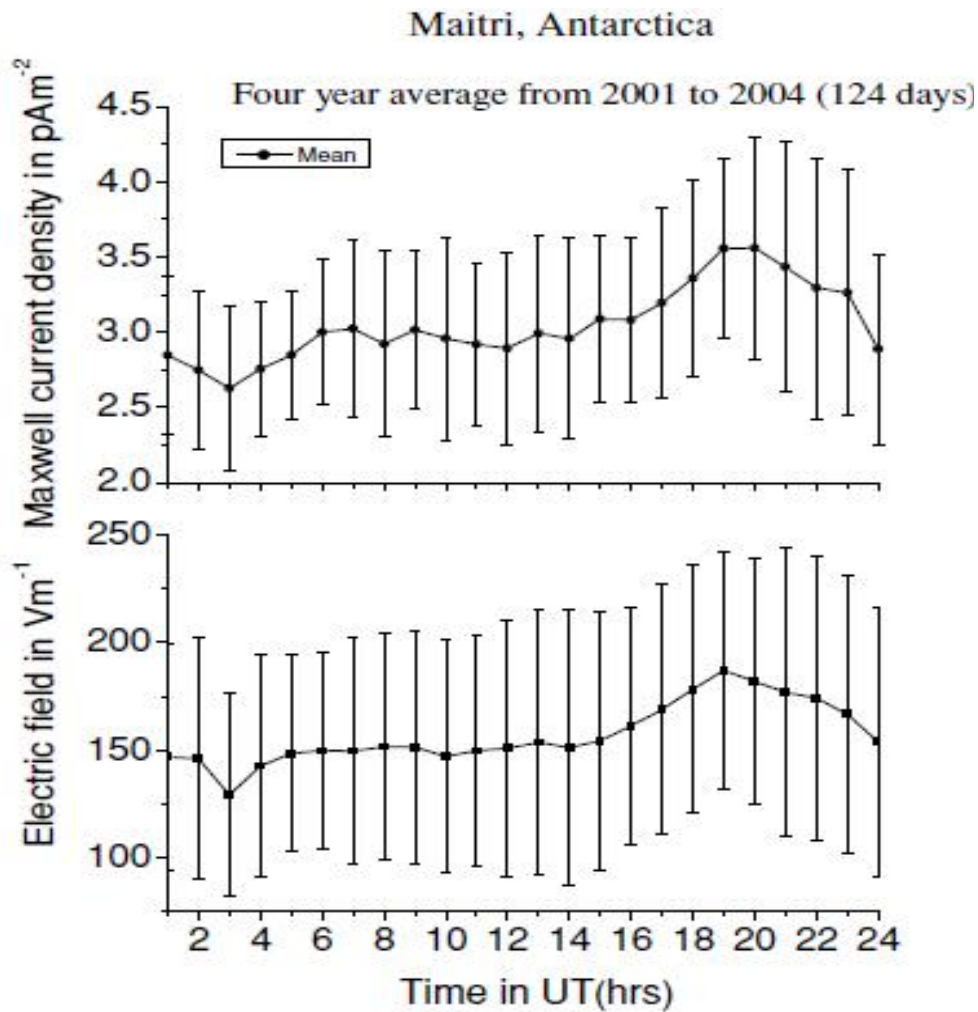 Maitri, Antarctica
Four year average from 2001 to 2004 (124 days)
Mean
Maxwell current density in pAm⁻²
4.5
4.0
3.5
3.0
2.5
2.0
Electric field in Vm⁻¹
250
200
150
100
2 4 6 8 10 12 14 16 18 20 22 24
Time in UT(hrs)